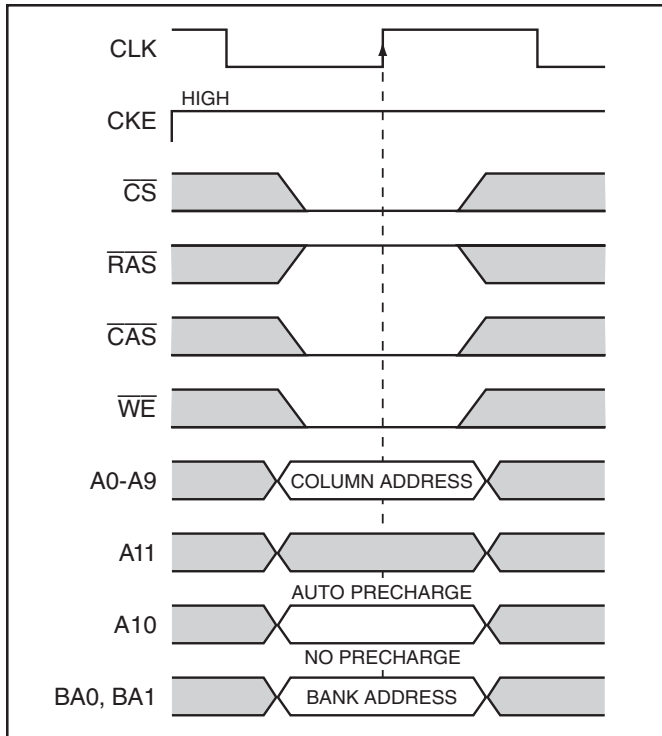 CLK
HIGH
CKE
CS
RAS
CAS
WE
A0-A9 COLUMN ADDRESS
A11
AUTO PRECHARGE
A10
NO PRECHARGE
BA0, BA1 BANK ADDRESS